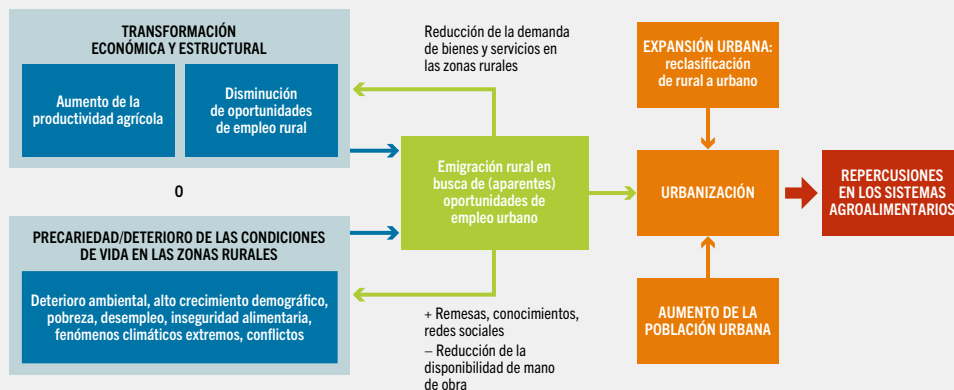 TRANSFORMACIÓN
ECONÓMICA Y ESTRUCTURAL
Aumento de la
productividad agrícola
Disminución
de oportunidades
de empleo rural
O
PRECARIEDAD/DETERIORO DE LAS CONDICIONES
DE VIDA EN LAS ZONAS RURALES
Deterioro ambiental, alto crecimiento demográfico,
pobreza, desempleo, inseguridad alimentaria,
fenómenos climáticos extremos, conflictos
Reducción de la demanda
de bienes y servicios en
las zonas rurales
Emigración rural en
busca de (aparentes)
oportunidades de
empleo urbano
+ Remesas, conocimientos,
redes sociales
– Reducción de la
disponibilidad de mano
de obra
EXPANSIÓN URBANA:
reclasificación
de rural a urbano
URBANIZACIÓN
AUMENTO DE LA
POBLACIÓN URBANA
REPERCUSIONES
EN LOS SISTEMAS
AGROALIMENTARIOS